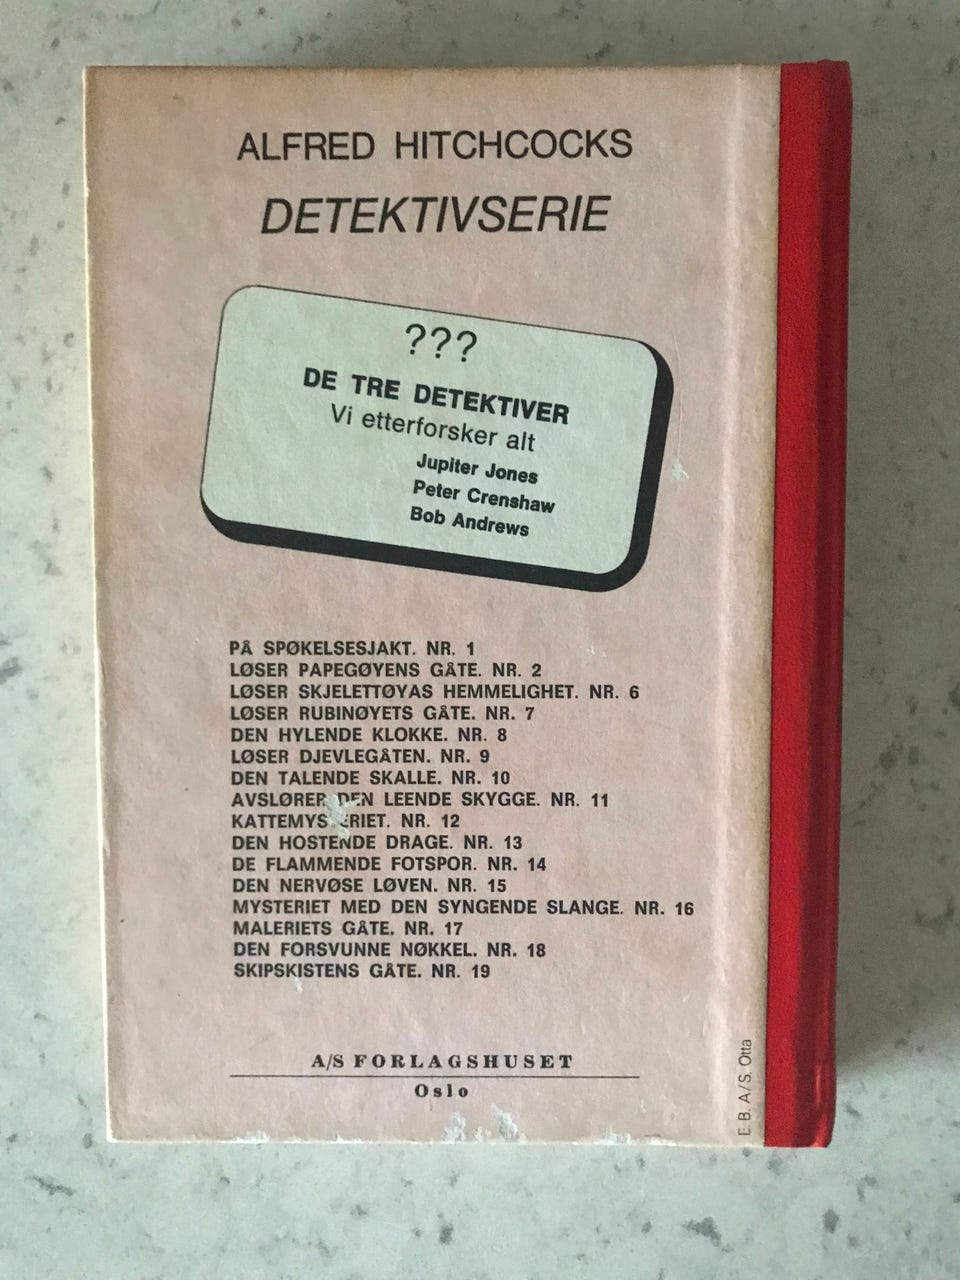 ALFRED HITCHCOCKS
DETEKTIVSERIE
???
DE TRE DETEKTIVER
Vi etterforsker alt
Jupiter Jones
Peter Crenshaw
Bob Andrews
PÅ SPØKELSESJAKT. NR. 1
LØSER PAPEGØYENS GÅTE. NR. 2
LØSER SKJELETTØYAS HEMMELIGHET. NR. 6
LØSER RUBINØYETS GÅTE. NR. 7
DEN HYLENDE KLOKKE. NR. 8
LØSER DJEVLEGÅTEN. NR. 9
DEN TALENDE SKALLE. NR. 10
AVSLØRER DEN LEENDE SKYGGE. NR. 11
KATTEMYSTERIET. NR. 12
DEN HOSTENDE DRAGE. NR. 13
DE FLAMMENDE FOTSPOR. NR. 14
DEN NERVØSE LØVEN. NR. 15
MYSTERIET MED DEN SYNGENDE SLANGE. NR. 16
MALERIETS GÅTE. NR. 17
DEN FORSVUNNE NØKKEL. NR. 18
SKIPSKISTENS GÅTE. NR. 19
A/S FORLAGSHUSET
Oslo
E. B. A/S. Otta